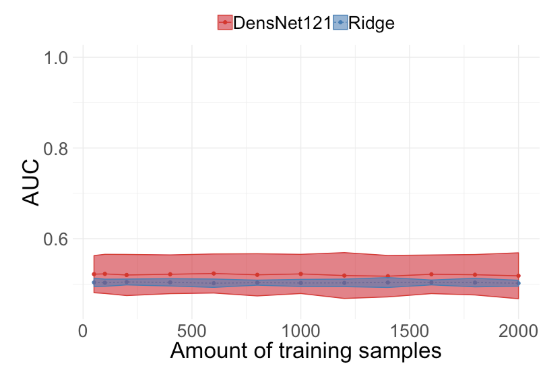 DensNet121 Ridge
1.0
0.8
0.6
AUC
0 500 1000 1500 2000
Amount of training samples